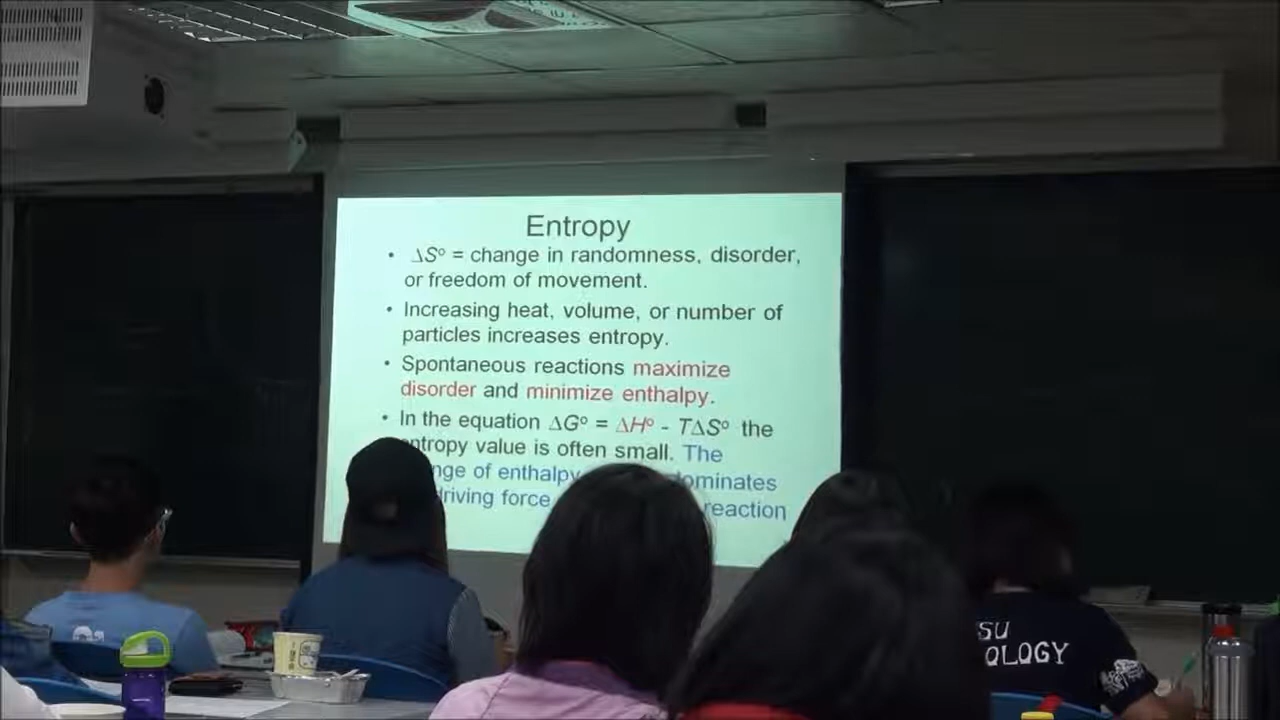 Entropy
• ΔS° = change in randomness, disorder,
or freedom of movement.
• Increasing heat, volume, or number of
particles increases entropy.
• Spontaneous reactions maximize
disorder and minimize enthalpy.
• In the equation ΔG° = ΔH° - TΔS° the
entropy value is often small. The
of enthalpy
driving force reaction
SU
OLOGY